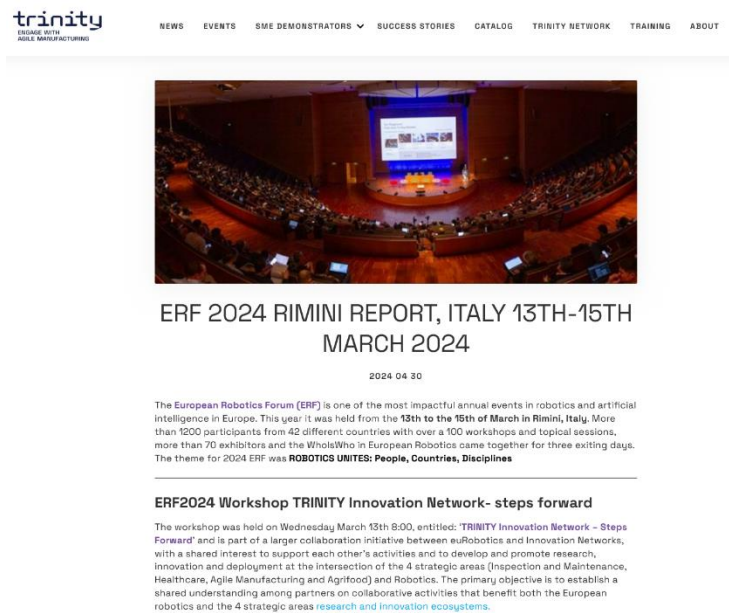 trinity
ENGAGE WITH
AGILE MANUFACTURING
NEWS EVENTS SME DEMONSTRATORS SUCCESS STORIES CATALOG TRINITY NETWORK TRAINING ABOUT
ERF 2024 RIMINI REPORT, ITALY 13TH-15TH
MARCH 2024
2024 04 30
The European Robotics Forum (ERF) is one of the most impactful annual events in robotics and artificial
intelligence in Europe. This year it was held from the 13th to the 15th of March in Rimini, Italy. More
than 1200 participants from 42 different countries with over a 100 workshops and topical sessions,
more than 70 exhibitors and the WhoIsWho in European Robotics came together for three exiting days.
The theme for 2024 ERF was ROBOTICS UNITES: People, Countries, Disciplines
ERF2024 Workshop TRINITY Innovation Network- steps forward
The workshop was held on Wednesday March 13th 8:00, entitled: 'TRINITY Innovation Network – Steps
Forward' and is part of a larger collaboration initiative between euRobotics and Innovation Networks,
with a shared interest to support each other's activities and to develop and promote research,
innovation and deployment at the intersection of the 4 strategic areas (Inspection and Maintenance,
Healthcare, Agile Manufacturing and Agrifood) and Robotics. The primary objective is to establish a
shared understanding among partners on collaborative activities that benefit both the European
robotics and the 4 strategic areas research and innovation ecosystems.